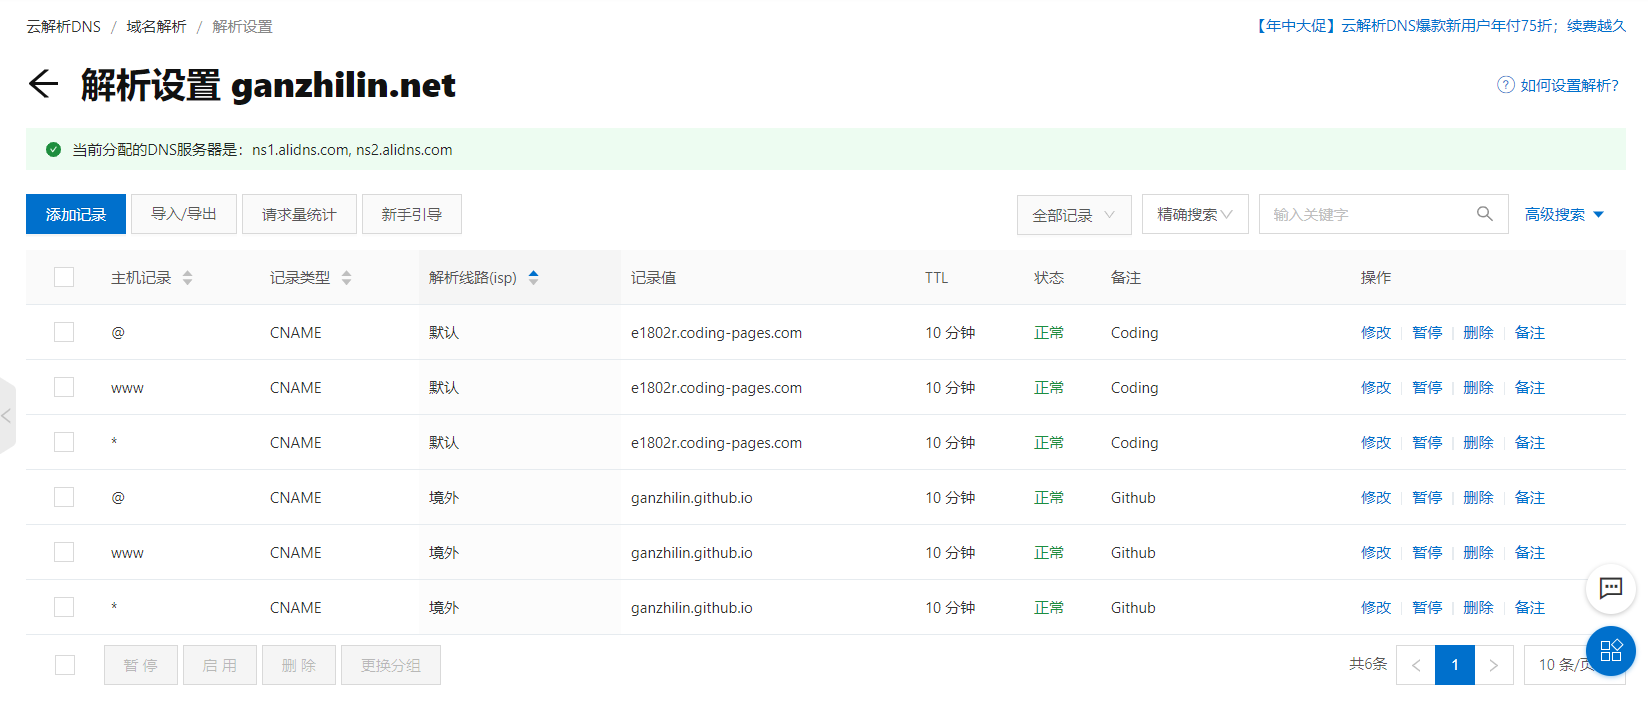 云解析DNS / 域名解析 / 解析设置
【年中大促】云解析DNS爆款新用户年付75折；续费越久
解析设置 ganzhilin.net
如何设置解析?
当前分配的DNS服务器是：ns1.alidns.com, ns2.alidns.com
添加记录 导入/导出 请求量统计 新手引导 全部记录 精确搜索 输入关键字 高级搜索
主机记录 记录类型 解析线路(isp) 记录值 TTL 状态 备注 操作
@ CNAME 默认 e1802r.coding-pages.com 10 分钟 正常 Coding 修改 暂停 删除 备注
www CNAME 默认 e1802r.coding-pages.com 10 分钟 正常 Coding 修改 暂停 删除 备注
* CNAME 默认 e1802r.coding-pages.com 10 分钟 正常 Coding 修改 暂停 删除 备注
@ CNAME 境外 ganzhilin.github.io 10 分钟 正常 Github 修改 暂停 删除 备注
www CNAME 境外 ganzhilin.github.io 10 分钟 正常 Github 修改 暂停 删除 备注
* CNAME 境外 ganzhilin.github.io 10 分钟 正常 Github 修改 暂停 删除 备注
暂 停 启 用 删 除 更换分组 共6条 < 1 > 10 条/页